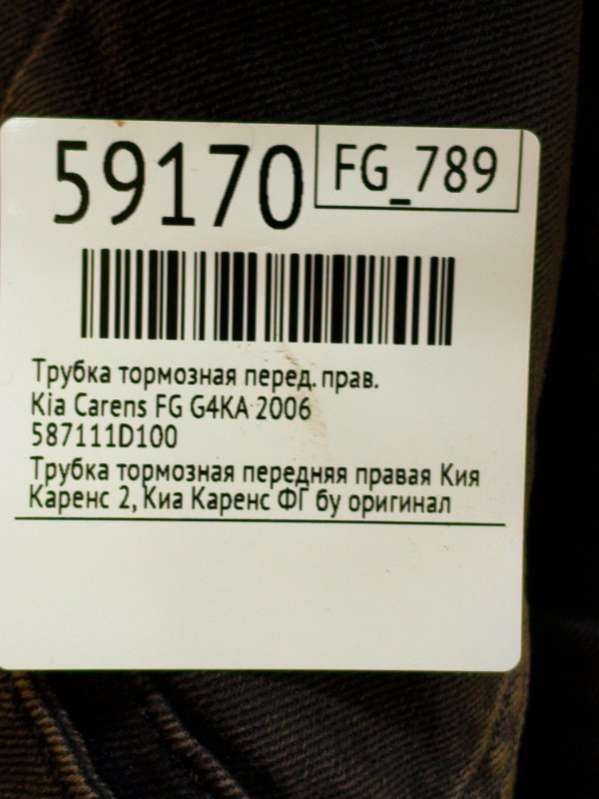 59170
FG_789
Трубка тормозная перед. прав.
Kia Carens FG G4KA 2006
587111D100
Трубка тормозная передняя правая Кия
Каренс 2, Киа Каренс ФГ бу оригинал